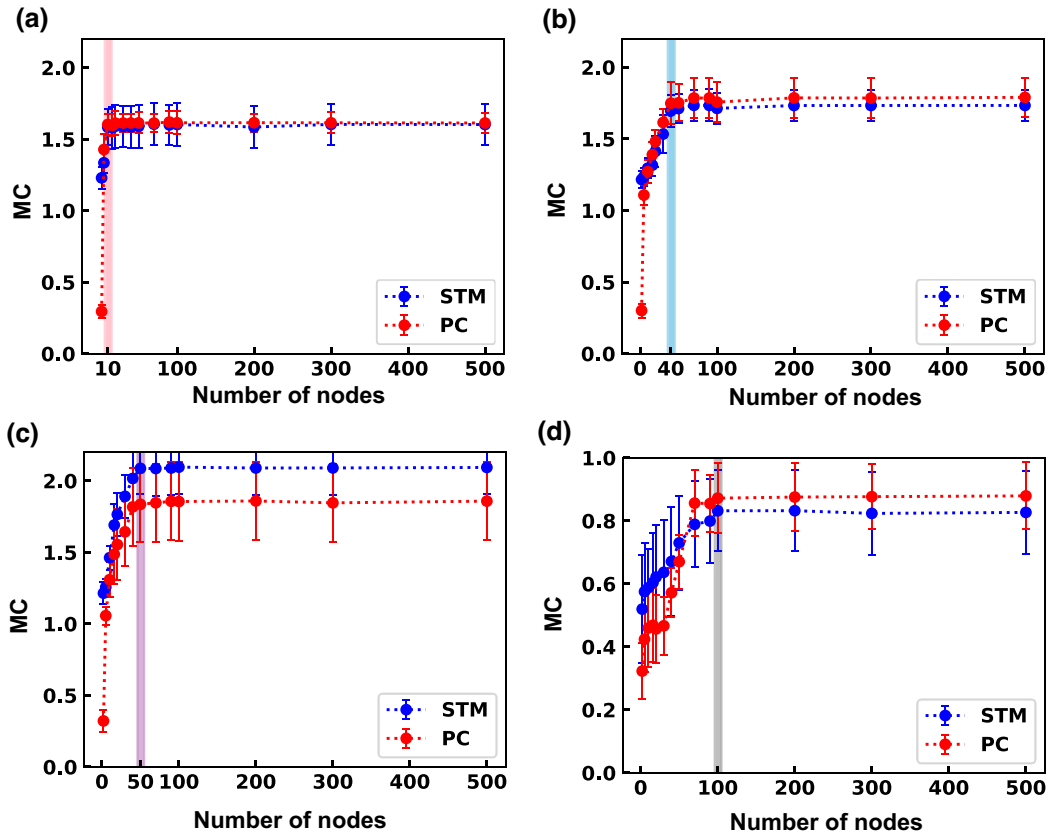 (a)
2.0
1.5
1.0
0.5
0.0
MC
STM
PC
10 100 200 300 400 500
Number of nodes
(b)
2.0
1.5
1.0
0.5
0.0
MC
STM
PC
0 40 100 200 300 400 500
Number of nodes
(c)
2.0
1.5
1.0
0.5
0.0
MC
STM
PC
0 50 100 200 300 400 500
Number of nodes
(d)
1.0
0.8
0.6
0.4
0.2
0.0
MC
STM
PC
0 100 200 300 400 500
Number of nodes